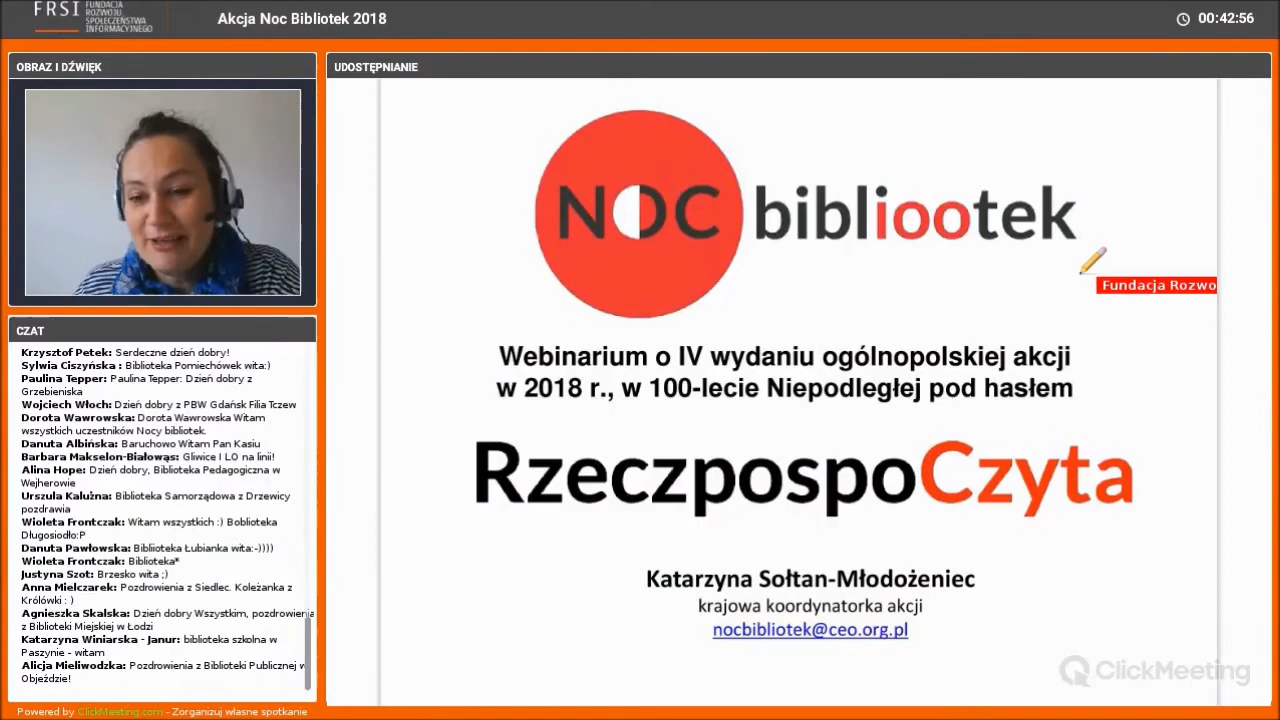 FRSI
FUNDACJA
ROZWOJU
SPOŁECZEŃSTWA
INFORMACYJNEGO
Akcja Noc Bibliotek 2018
00:42:56
OBRAZ I DŹWIĘK
CZAT
Krzysztof Petek: Serdeczne dzień dobry!
Sylwia Ciszyńska : Biblioteka Pomiechówek wita:)
Paulina Tepper: Paulina Tepper: Dzień dobry z
Grzebieniska
Wojciech Włoch: Dzień dobry z PBW Gdańsk Filia Tczew
Dorota Wawrowska: Dorota Wawrowska Witam
wszystkich uczestników Nocy bibliotek.
Danuta Albińska: Baruchowo Witam Pan Kasiu
Barbara Makselon-Białowąs: Gliwice I LO na linii!
Alina Hope: Dzień dobry, Biblioteka Pedagogiczna w
Wejherowie
Urszula Kalużna: Biblioteka Samorządowa z Drzewicy
pozdrawia
Wioleta Frontczak: Witam wszystkich :) Boblioteka
Długosiodło:P
Danuta Pawłowska: Bibliioteka Łubianka wita:-))))
Wioleta Frontczak: Biblioteka*
Justyna Szot: Brzesko wita ;)
Anna Mielczarek: Pozdrowienia z Siedlec. Koleżanka z
Królówki : )
Agnieszka Skalska: Dzień dobry Wszystkim, pozdrowienia
z Biblioteki Miejskiej w Łodzi
Katarzyna Winiarska - Janur: biblioteka szkolna w
Paszynie - witam
Alicja Mieliwodzka: Pozdrowienia z Biblioteki Publicznej w
Objeździe!
Powered by ClickMeeting.com - Zorganizuj własne spotkanie
UDOSTĘPNIANIE
NOC bibliootek
Fundacja Rozwo
Webinarium o IV wydaniu ogólnopolskiej akcji
w 2018 r., w 100-lecie Niepodległej pod hasłem
RzeczpospoCzyta
Katarzyna Sołtan-Młodożeniec
krajowa koordynatorka akcji
nocbibliotek@ceo.org.pl
ClickMeeting